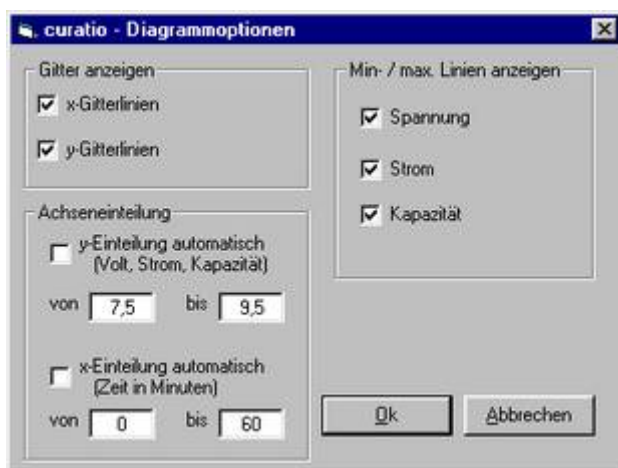 curatio - Diagrammoptionen
Gitter anzeigen
x-Gitterlinien
y-Gitterlinien
Achseneinteilung
y-Einteilung automatisch
(Volt, Strom, Kapazität)
von 7,5 bis 9,5
x-Einteilung automatisch
(Zeit in Minuten)
von 0 bis 60
Min- / max. Linien anzeigen
Spannung
Strom
Kapazität
Ok Abbrechen